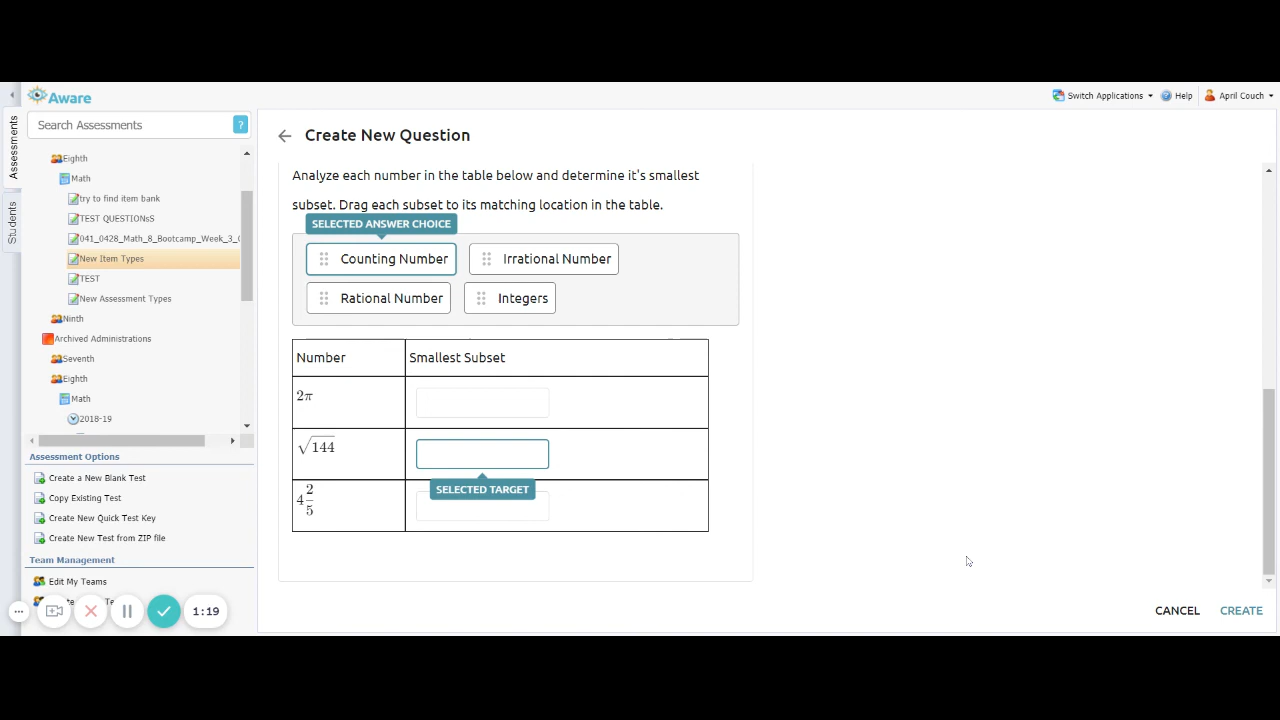 Aware
Switch Applications
Help
April Couch
Assessments
Students
Search Assessments
?
Eighth
Math
try to find item bank
TEST QUESTIONsS
041_0428_Math_8_Bootcamp_Week_3_
New Item Types
TEST
New Assessment Types
Ninth
Archived Administrations
Seventh
Eighth
Math
2018-19
Assessment Options
Create a New Blank Test
Copy Existing Test
Create New Quick Test Key
Create New Test from ZIP file
Team Management
Edit My Teams
1:19
Create New Question
Analyze each number in the table below and determine it's smallest
subset. Drag each subset to its matching location in the table.
SELECTED ANSWER CHOICE
Counting Number Irrational Number
Rational Number Integers
Number Smallest Subset
2π
√144
SELECTED TARGET
4 2/5
CANCEL CREATE